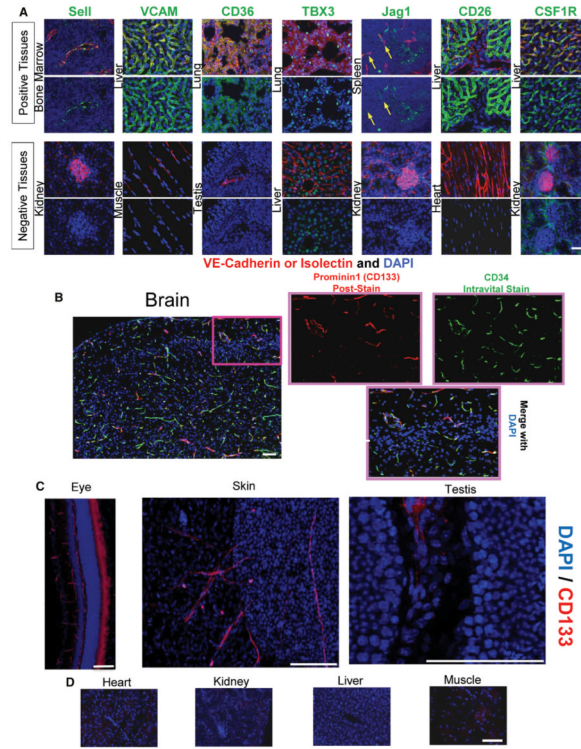 A
Sell VCAM CD36 TBX3 Jag1 CD26 CSF1R
Positive Tissues
Bone Marrow
Liver
Lung
Lung
Spleen
Liver
Liver
Negative Tissues
Kidney
Muscle
Testis
Liver
Kidney
Heart
Kidney
VE-Cadherin or Isolectin and DAPI
B
Brain
Prominin1 (CD133)
Post-Stain
CD34
Intravital Stain
Merge with
DAPI
C
Eye Skin Testis
DAPI / CD133
D
Heart Kidney Liver Muscle